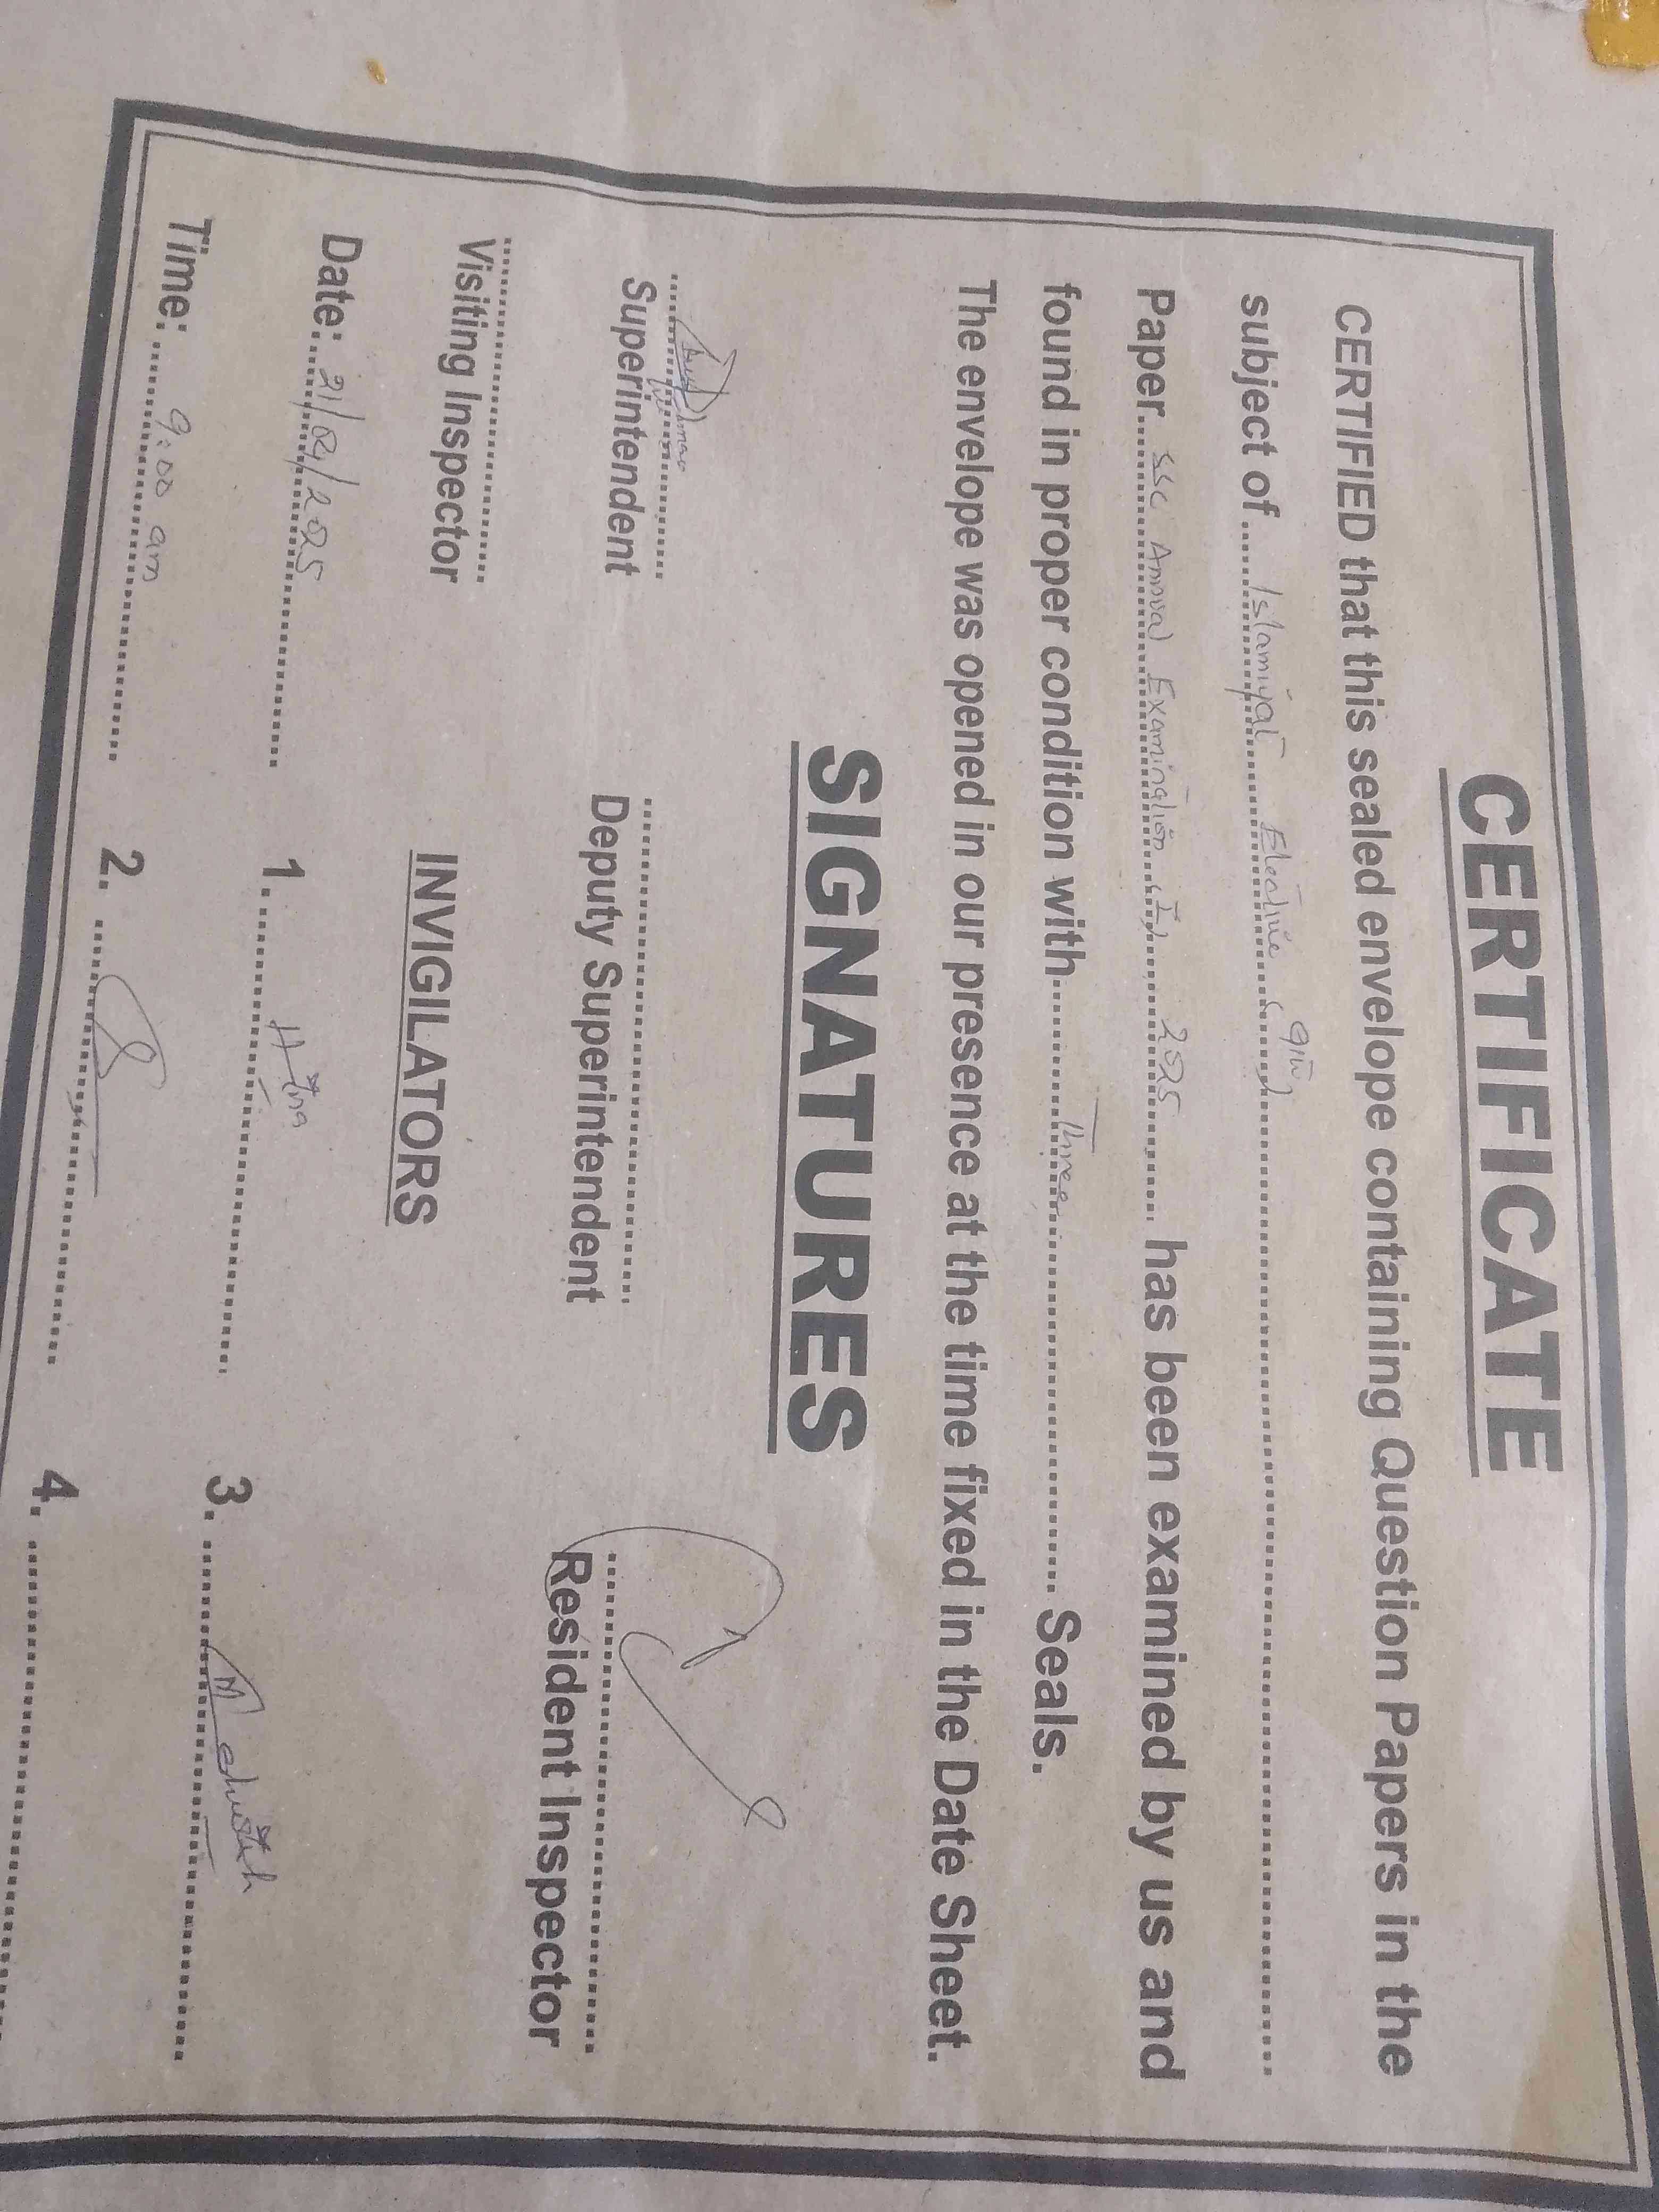 CERTIFICATE
CERTIFIED that this sealed envelope containing Question Papers in the
subject of Islamiyat Elective (9th)
Paper SSC Annual Examination (I) 2025 has been examined by us and
found in proper condition with Three Seals.
The envelope was opened in our presence at the time fixed in the Date Sheet.
SIGNATURES
Superintendent Deputy Superintendent Resident Inspector
Visiting Inspector INVIGILATORS
Date: 21/04/2025 1. Hina 3.
Time: 9:00 am 2. 4.